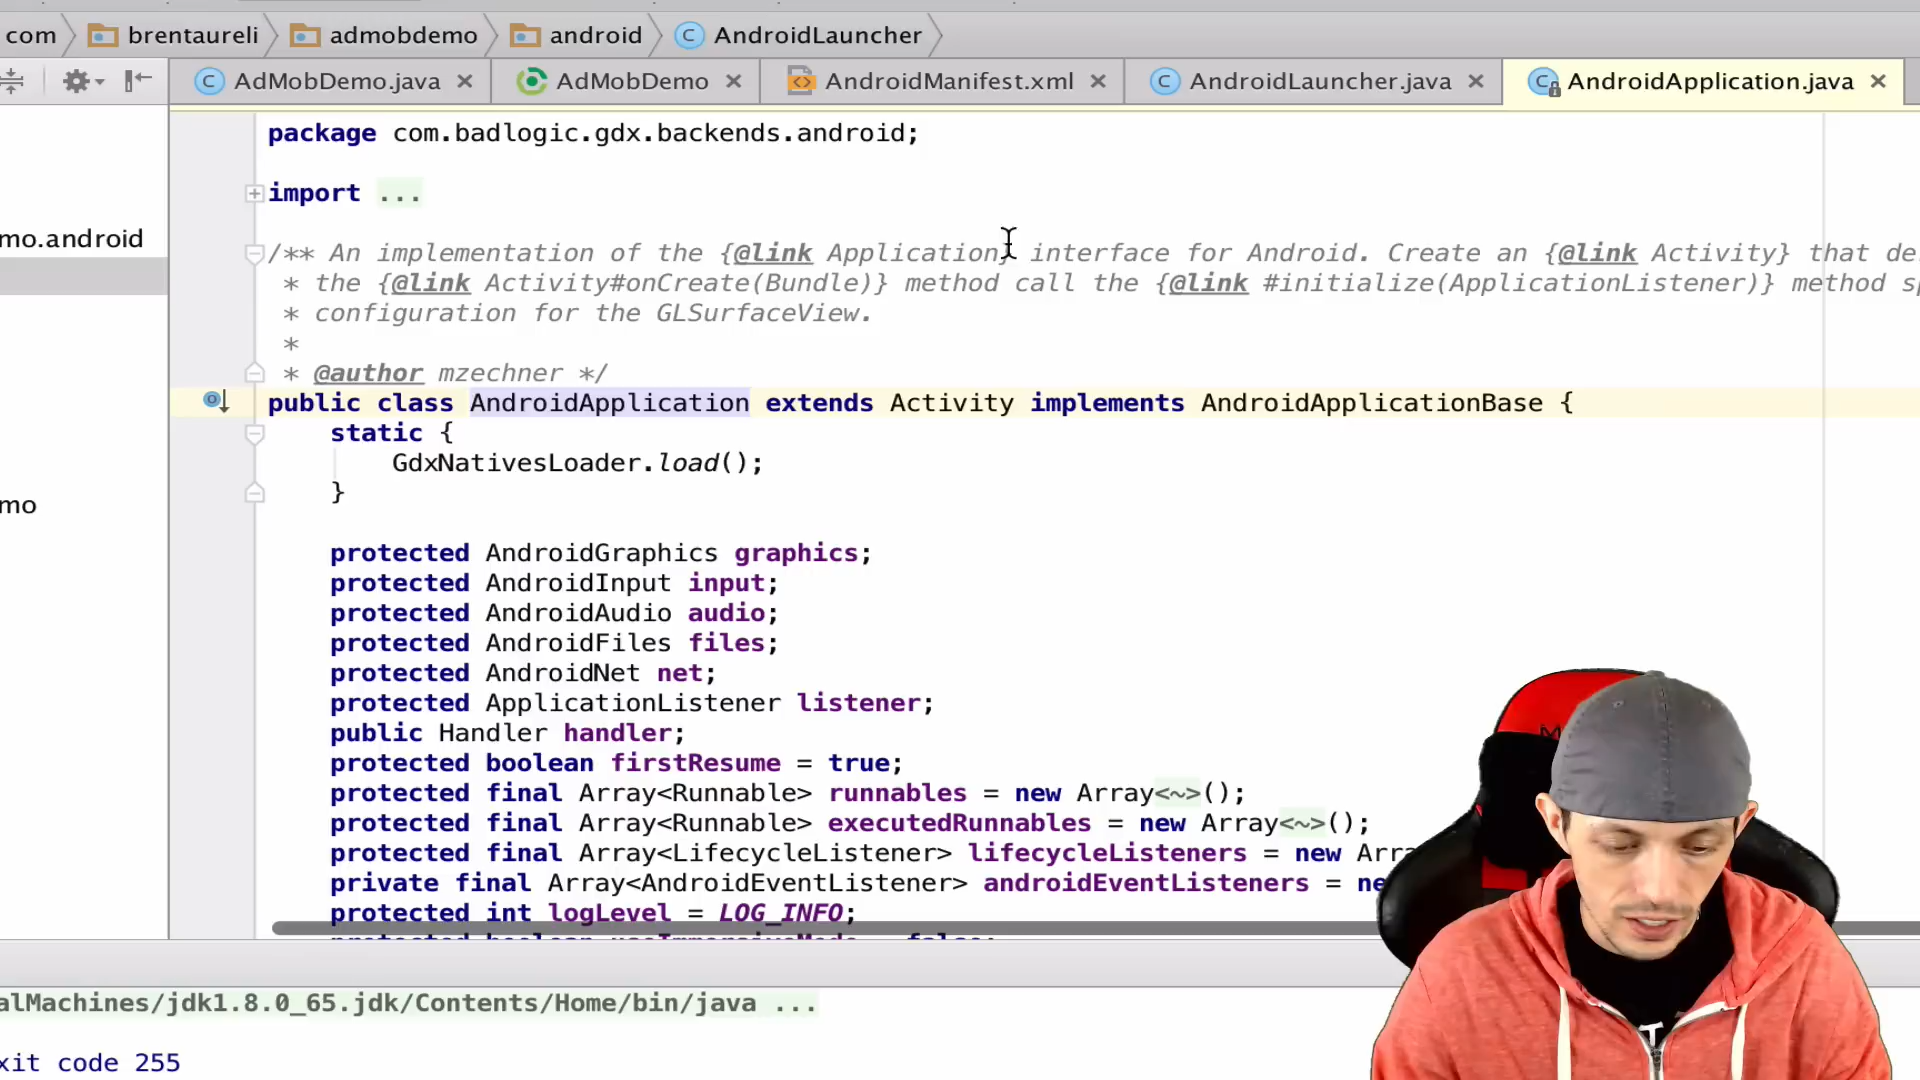 com brentaureli admobdemo android AndroidLauncher
AdMobDemo.java AdMobDemo AndroidManifest.xml AndroidLauncher.java AndroidApplication.java
mo.android
mo
package com.badlogic.gdx.backends.android;
import ...
/** An implementation of the {@link Application} interface for Android. Create an {@link Activity} that de
* the {@link Activity#onCreate(Bundle)} method call the {@link #initialize(ApplicationListener)} method sp
* configuration for the GLSurfaceView.
*
* @author mzechner */
public class AndroidApplication extends Activity implements AndroidApplicationBase {
static {
GdxNativesLoader.load();
}
protected AndroidGraphics graphics;
protected AndroidInput input;
protected AndroidAudio audio;
protected AndroidFiles files;
protected AndroidNet net;
protected ApplicationListener listener;
public Handler handler;
protected boolean firstResume = true;
protected final Array<Runnable> runnables = new Array<~>();
protected final Array<Runnable> executedRunnables = new Array<~>();
protected final Array<LifecycleListener> lifecycleListeners = new Arra
private final Array<AndroidEventListener> androidEventListeners = ne
protected int logLevel = LOG_INFO;
alMachines/jdk1.8.0_65.jdk/Contents/Home/bin/java ...
xit code 255